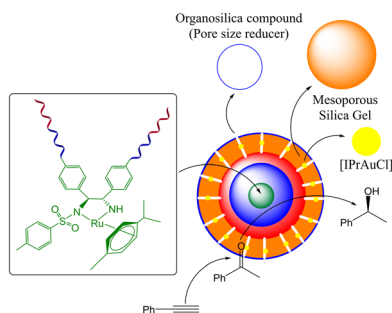 Organosilica compound
(Pore size reducer)
Mesoporous
Silica Gel
[IPrAuCl]
OH
Ph
O
Ph
Ph
O
S
O
N
NH
Ru